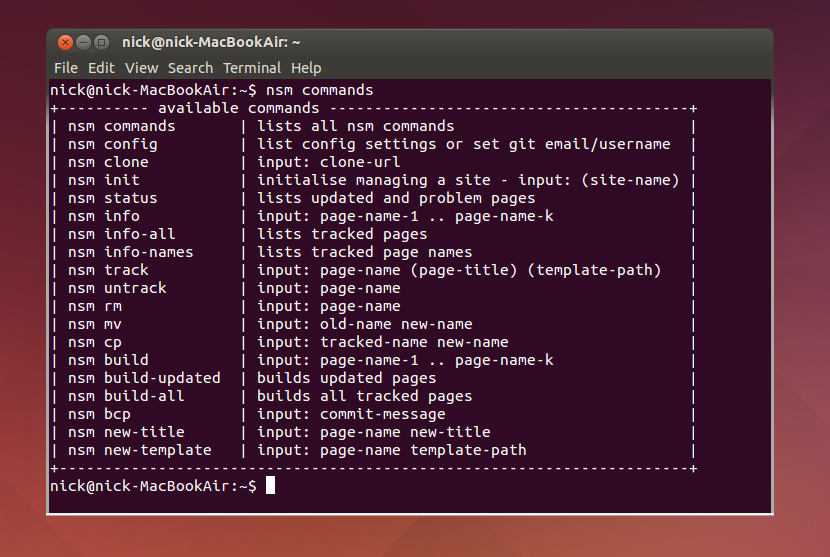 nick@nick-MacBookAir: ~
File Edit View Search Terminal Help
nick@nick-MacBookAir:~$ nsm commands
+---------- available commands ----------------------------------------+
| nsm commands       | lists all nsm commands                          |
| nsm config         | list config settings or set git email/username  |
| nsm clone          | input: clone-url                                |
| nsm init           | initialise managing a site - input: (site-name) |
| nsm status         | lists updated and problem pages                 |
| nsm info           | input: page-name-1 .. page-name-k               |
| nsm info-all       | lists tracked pages                             |
| nsm info-names     | lists tracked page names                        |
| nsm track          | input: page-name (page-title) (template-path)   |
| nsm untrack        | input: page-name                                |
| nsm rm             | input: page-name                                |
| nsm mv             | input: old-name new-name                        |
| nsm cp             | input: tracked-name new-name                    |
| nsm build          | input: page-name-1 .. page-name-k               |
| nsm build-updated  | builds updated pages                            |
| nsm build-all      | builds all tracked pages                        |
| nsm bcp            | input: commit-message                           |
| nsm new-title      | input: page-name new-title                      |
| nsm new-template   | input: page-name template-path                  |
+----------------------------------------------------------------------+
nick@nick-MacBookAir:~$